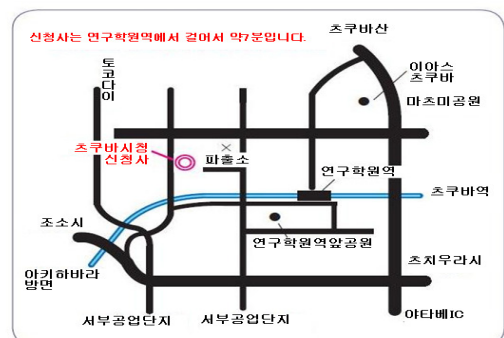 신청사는 연구학원역에서 걸어서 약7분입니다.
츠쿠바산
토
코
다
이
이아스
츠쿠바
마츠미공원
츠쿠바시청
신청사
파출소
연구학원역
츠쿠바역
조소시
연구학원역앞공원
츠치우라시
아키하바라
방면
서부공업단지
서부공업단지
야타베IC